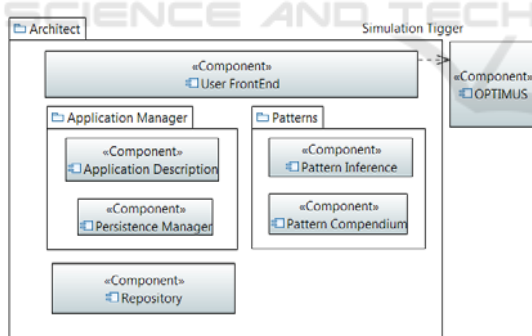 SCIENCE AND TECH
Architect
Simulation Tigger
«Component»
User FrontEnd
«Component»
OPTIMUS
Application Manager
Patterns
«Component»
Application Description
«Component»
Pattern Inference
«Component»
Persistence Manager
«Component»
Pattern Compendium
«Component»
Repository